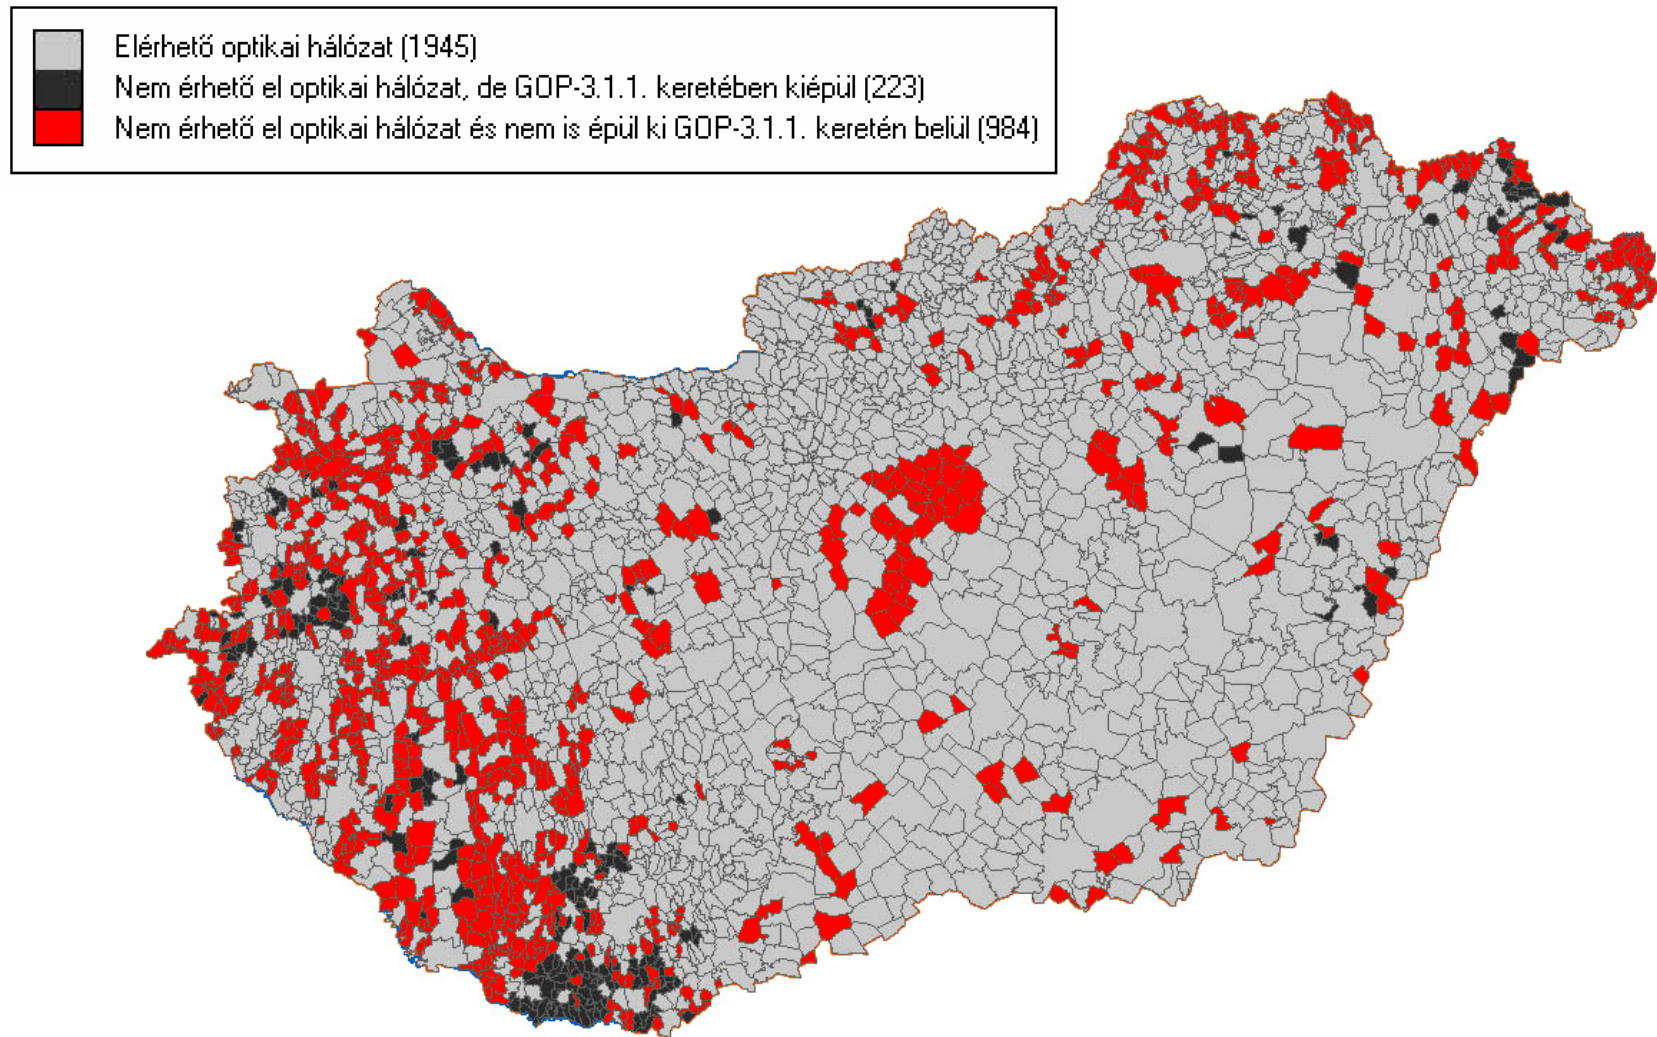 Elérhető optikai hálózat (1945)
Nem érhető el optikai hálózat, de GOP-3.1.1. keretében kiépül (223)
Nem érhető el optikai hálózat és nem is épül ki GOP-3.1.1. keretén belül (984)